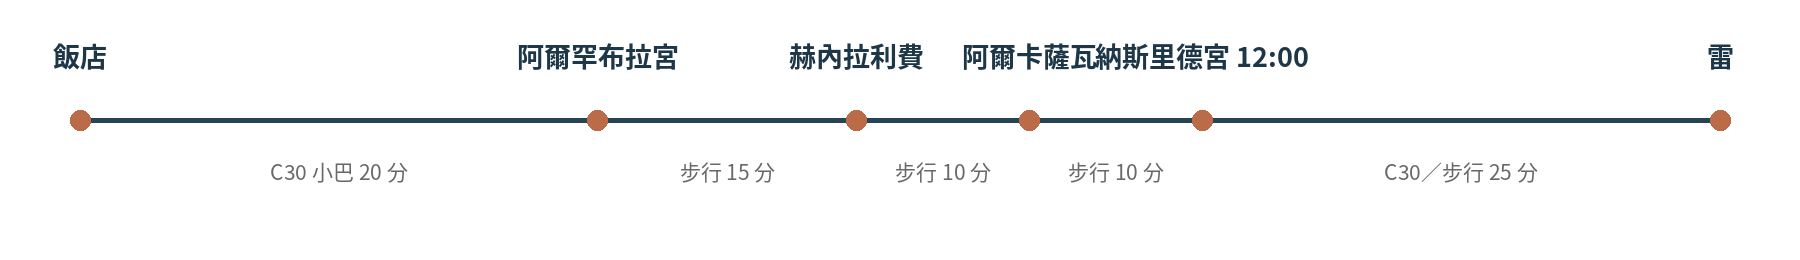 飯店 阿爾罕布拉宮 赫內拉利費 阿爾卡薩瓦納斯里德宮 12:00 雷
C30 小巴 20 分 步行 15 分 步行 10 分 步行 10 分 C30／步行 25 分